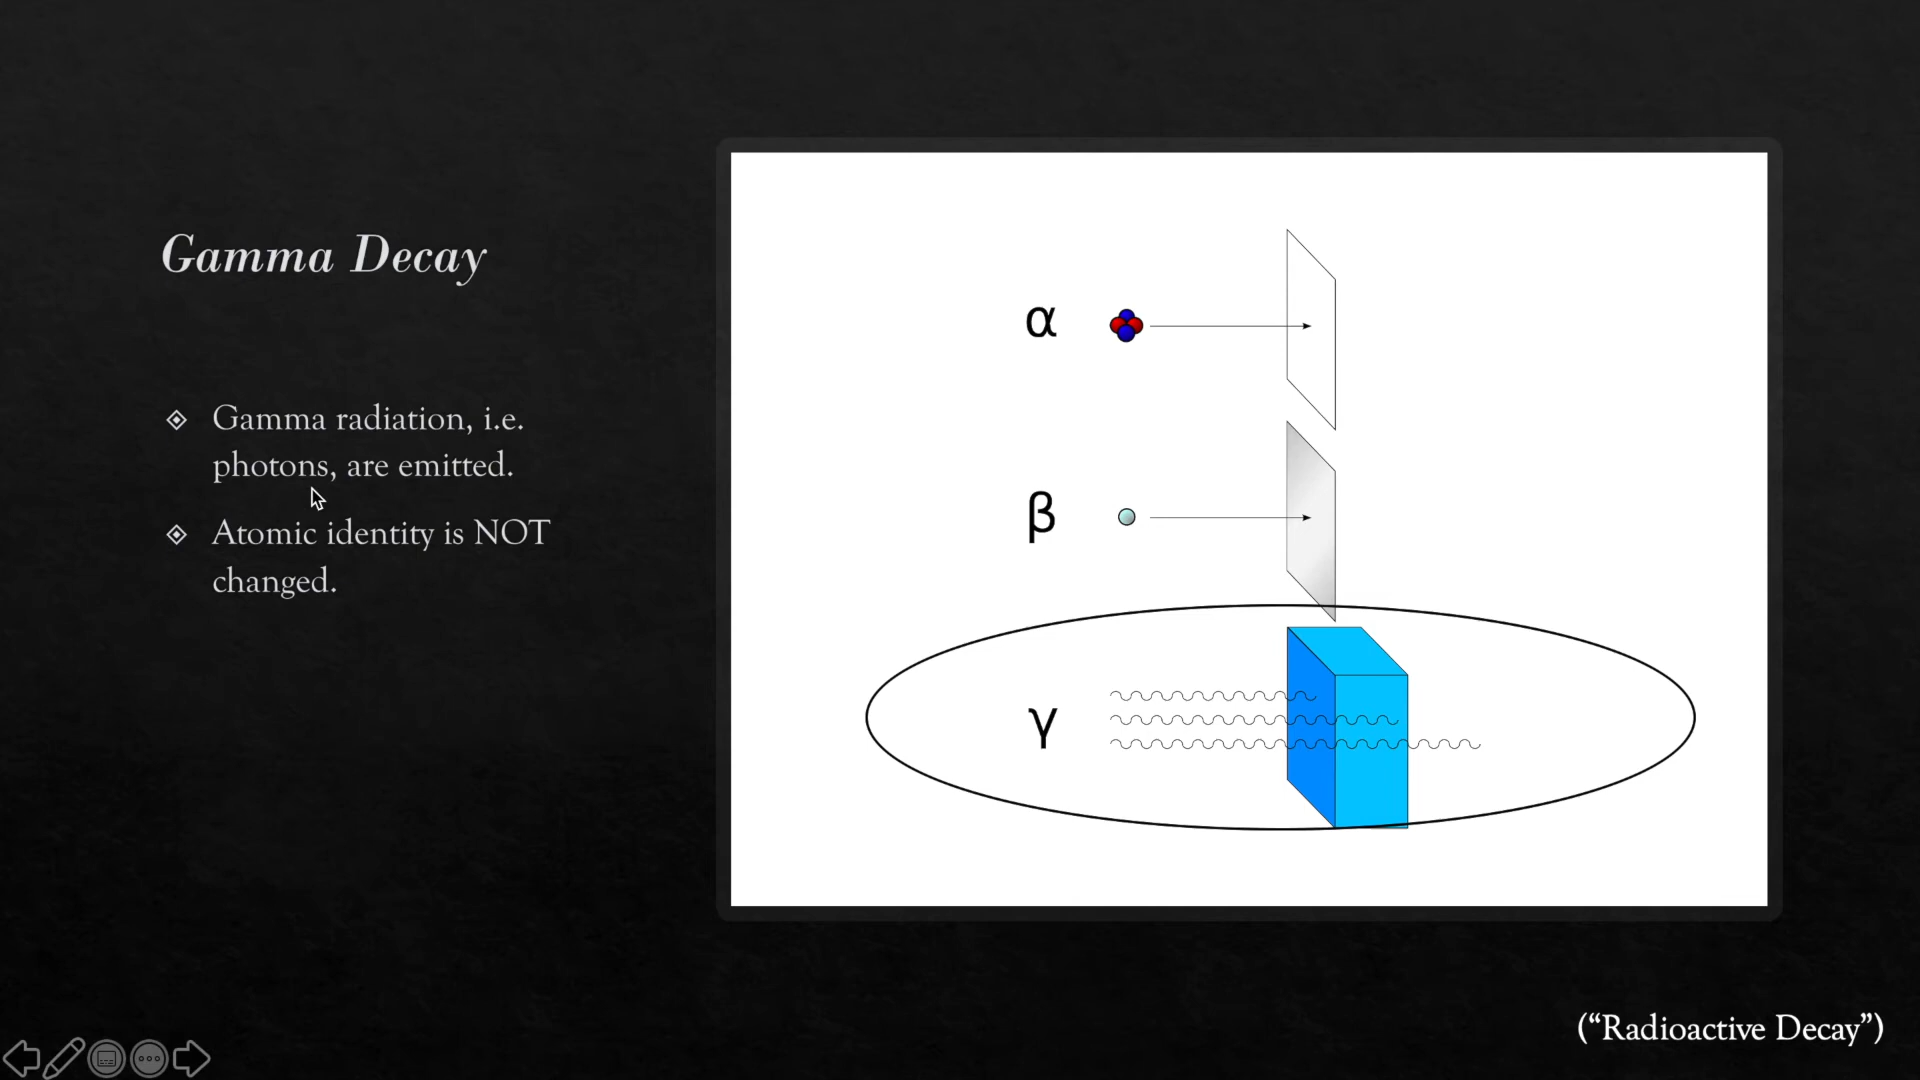 Gamma Decay
Gamma radiation, i.e.
photons, are emitted.
Atomic identity is NOT
changed.
α
β
γ
(“Radioactive Decay”)